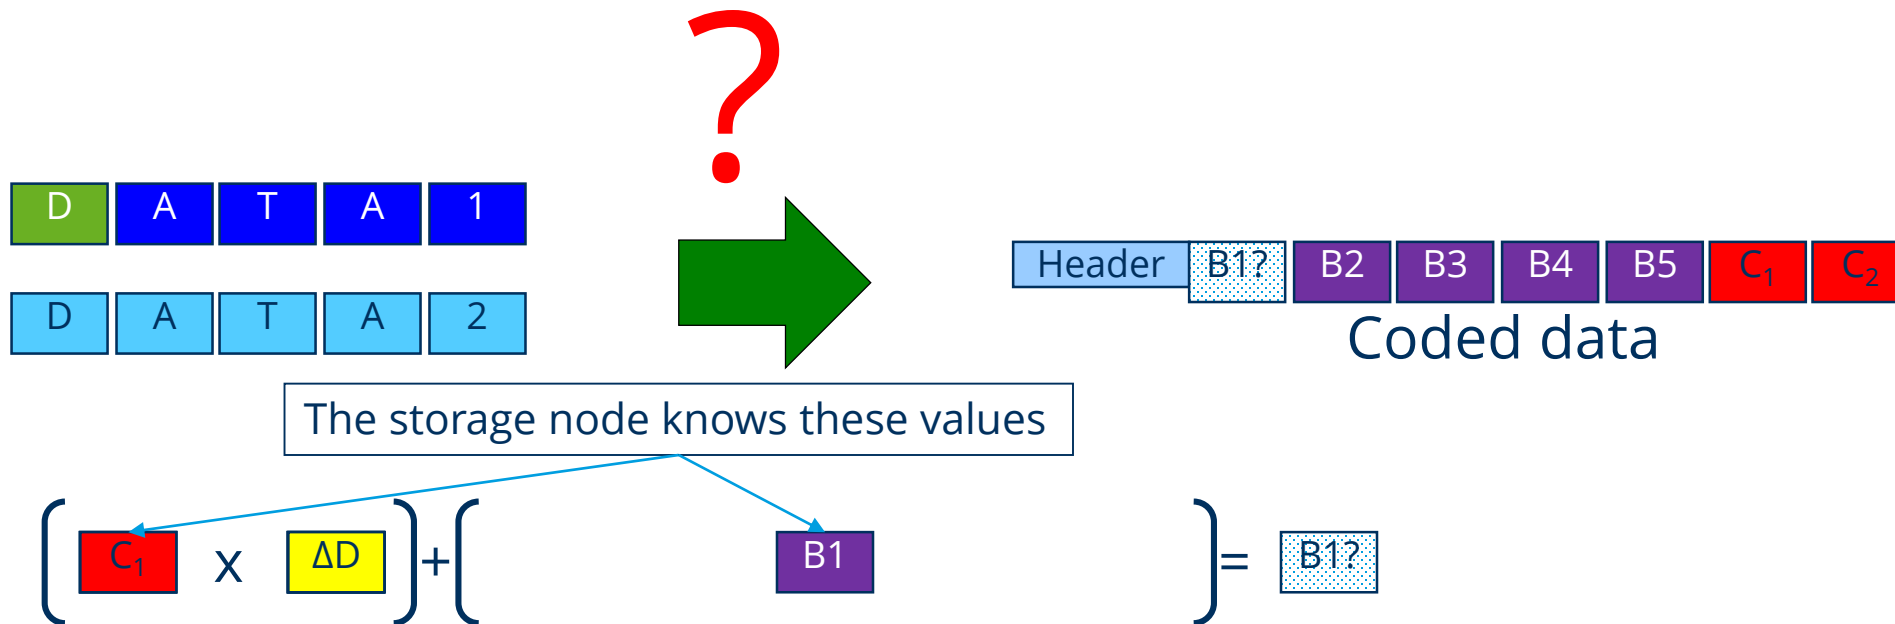 ?
D A T A 1
Header B1? B2 B3 B4 B5 C₁ C₂
D A T A 2
Coded data
The storage node knows these values
( C₁ x ΔD ) + ( B1 ) = B1?